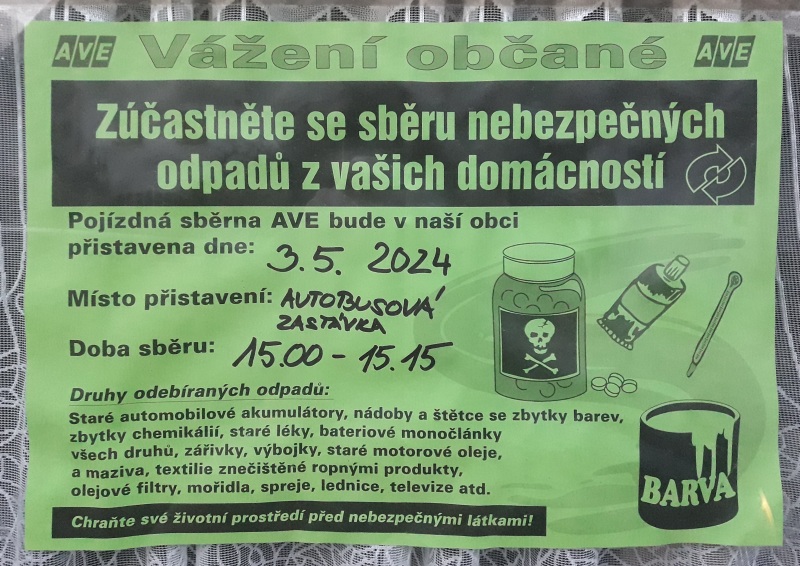 AVE Vážení občané AVE
Zúčastněte se sběru nebezpečných
odpadů z vašich domácností
Pojízdná sběrna AVE bude v naší obci
přistavena dne: 3.5. 2024
Místo přistavení: AUTOBUSOVÁ
ZASTÁVKA
Doba sběru: 15.00 - 15.15
Druhy odebíraných odpadů:
Staré automobilové akumulátory, nádoby a štětce se zbytky barev,
zbytky chemikálií, staré léky, bateriové monočlánky
všech druhů, zářivky, výbojky, staré motorové oleje,
a maziva, textilie znečištěné ropnými produkty,
olejové filtry, mořidla, spreje, lednice, televize atd.
BARVA
Chraňte své životní prostředí před nebezpečnými látkami!